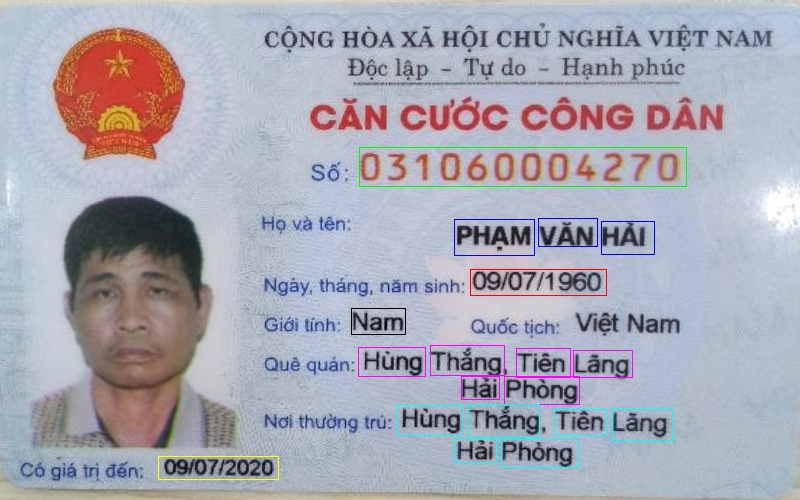 CỘNG HÒA XÃ HỘI CHỦ NGHĨA VIỆT NAM
Độc lập - Tự do - Hạnh phúc
CĂN CƯỚC CÔNG DÂN
Số: 031060004270
Họ và tên:
PHẠM VĂN HẢI
Ngày, tháng, năm sinh: 09/07/1960
Giới tính: Nam Quốc tịch: Việt Nam
Quê quán: Hùng Thắng, Tiên Lãng
Hải Phòng
Nơi thường trú: Hùng Thắng, Tiên Lãng
Hải Phòng
Có giá trị đến: 09/07/2020